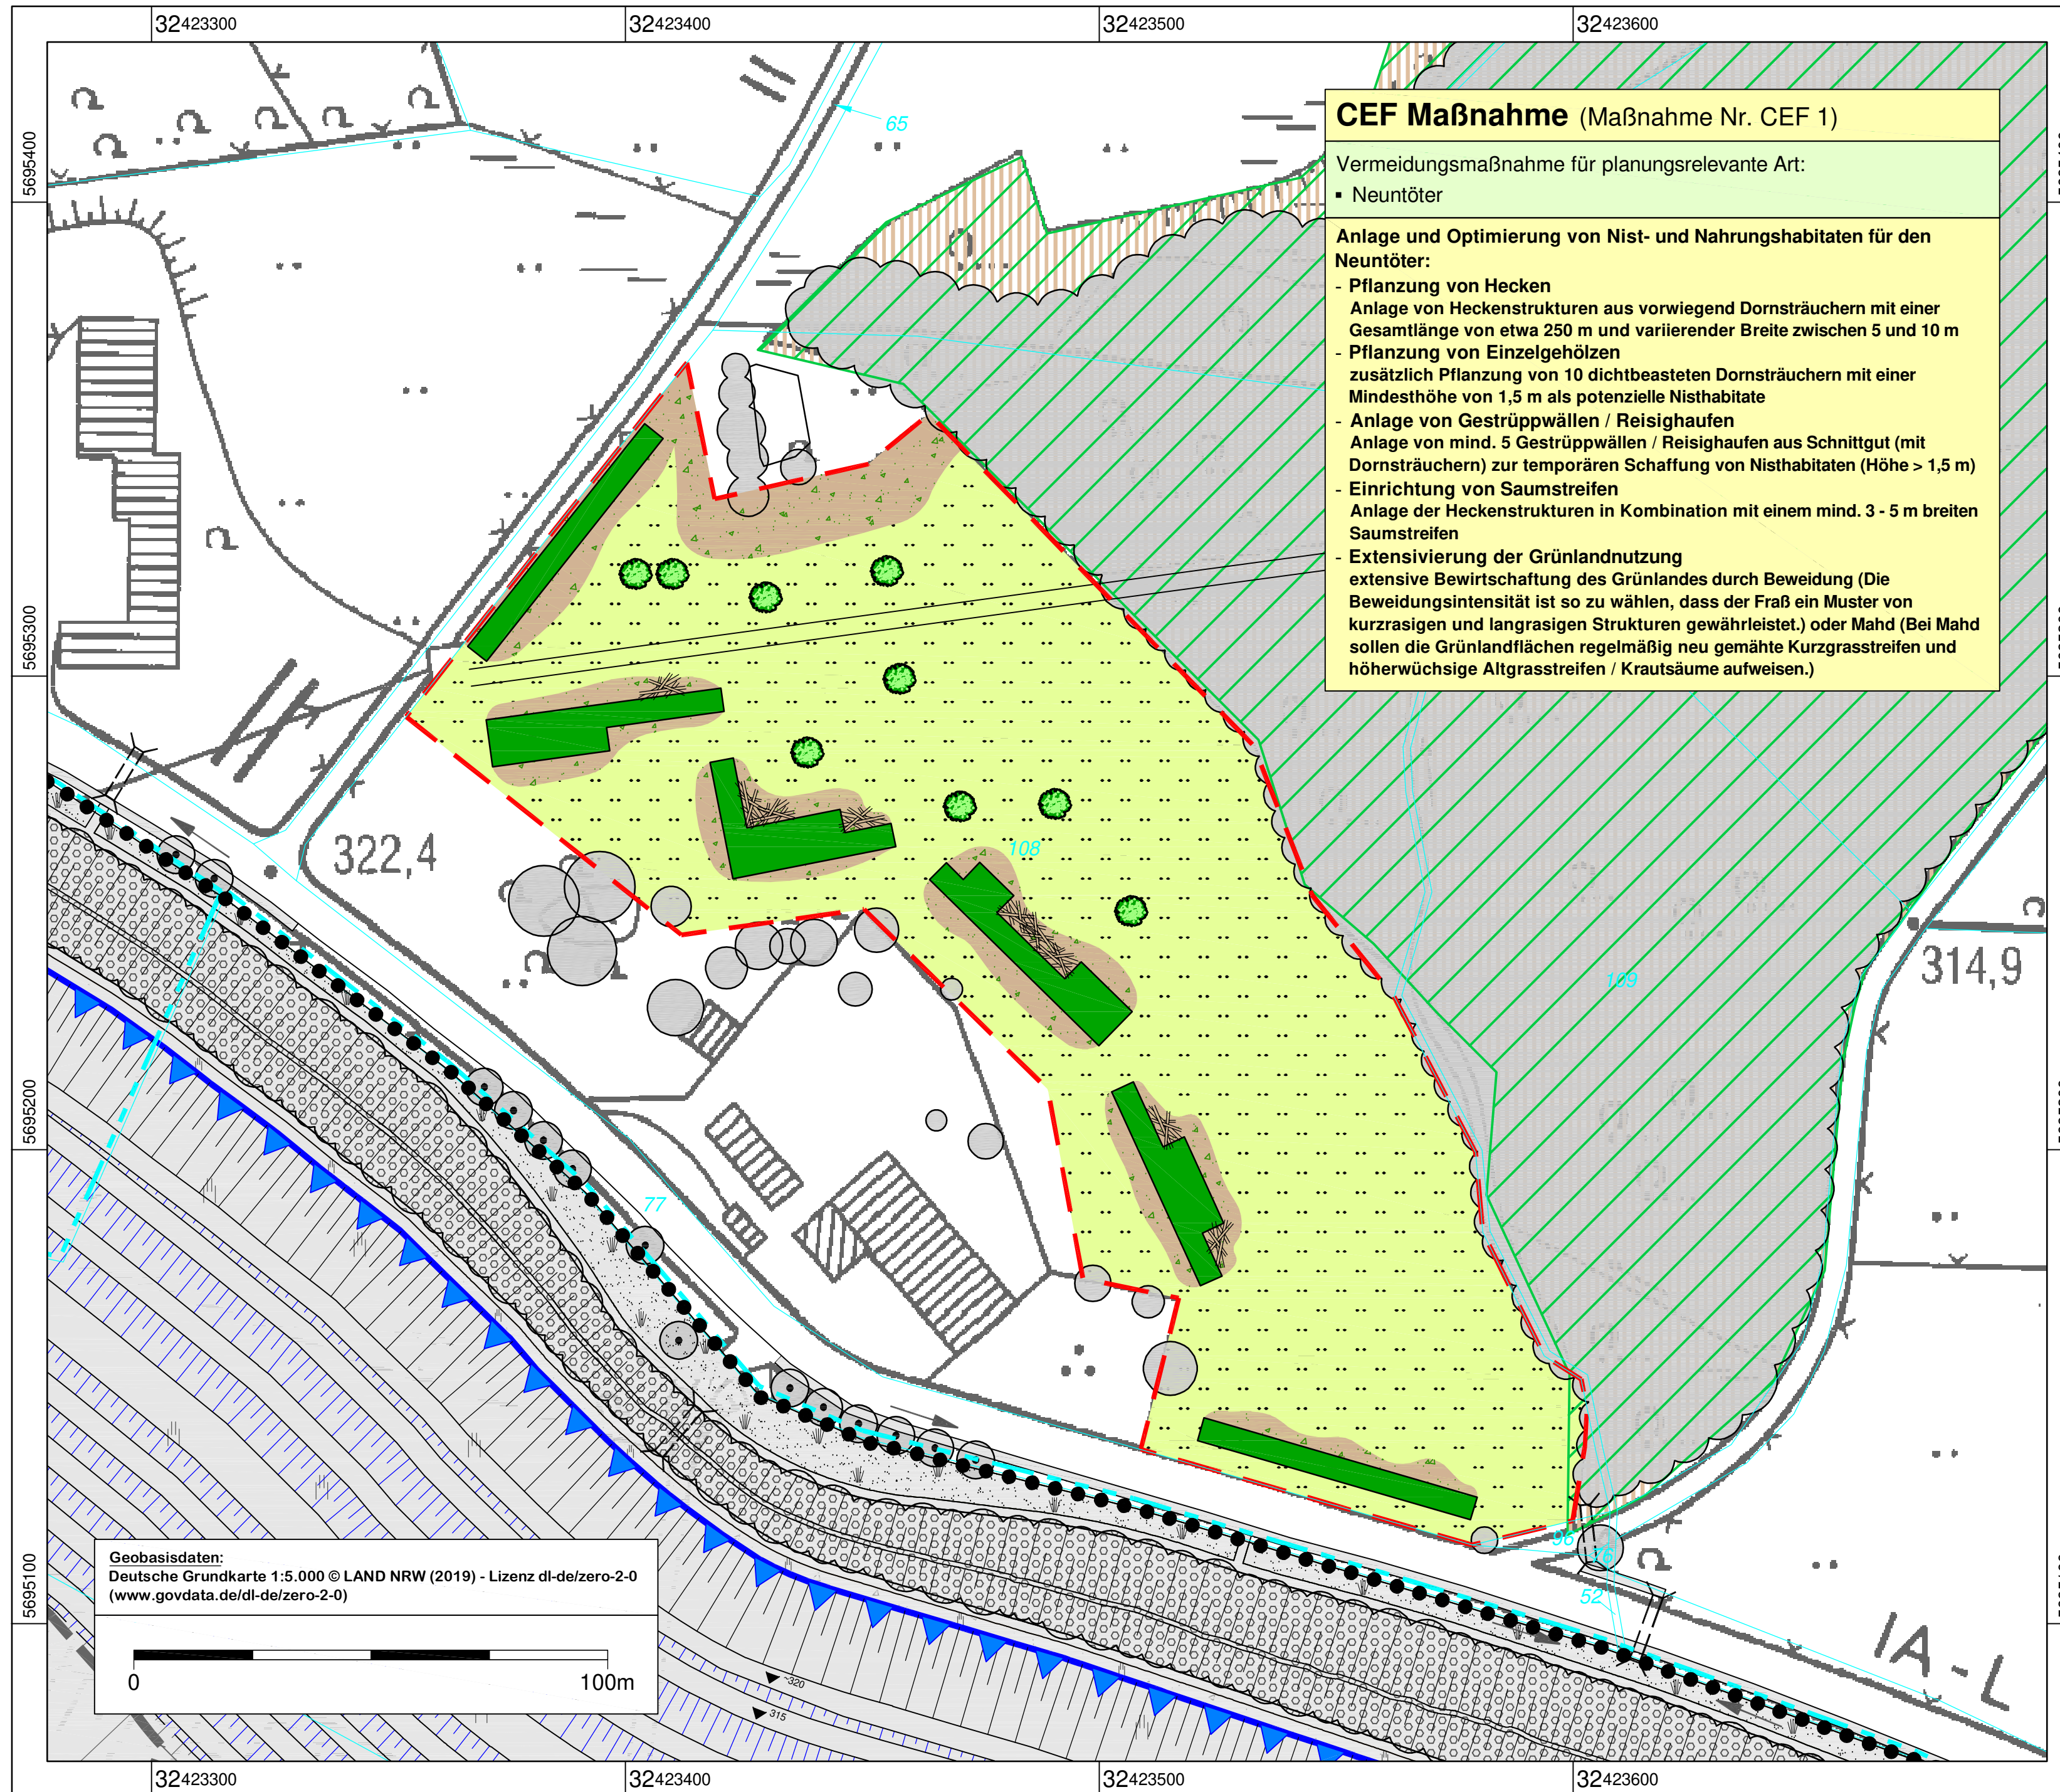 32423300
32423400
32423500
32423600
5695400
5695300
5695200
5695100
CEF Maßnahme (Maßnahme Nr. CEF 1)
Vermeidungsmaßnahme für planungsrelevante Art:
▪ Neuntöter
Anlage und Optimierung von Nist- und Nahrungshabitaten für den
Neuntöter:
- Pflanzung von Hecken
Anlage von Heckenstrukturen aus vorwiegend Dornsträuchern mit einer
Gesamtlänge von etwa 250 m und variierender Breite zwischen 5 und 10 m
- Pflanzung von Einzelgehölzen
zusätzlich Pflanzung von 10 dichtbeasteten Dornsträuchern mit einer
Mindesthöhe von 1,5 m als potenzielle Nisthabitate
- Anlage von Gestrüppwällen / Reisighaufen
Anlage von mind. 5 Gestrüppwällen / Reisighaufen aus Schnittgut (mit
Dornsträuchern) zur temporären Schaffung von Nisthabitaten (Höhe > 1,5 m)
- Einrichtung von Saumstreifen
Anlage der Heckenstrukturen in Kombination mit einem mind. 3 - 5 m breiten
Saumstreifen
- Extensivierung der Grünlandnutzung
extensive Bewirtschaftung des Grünlandes durch Beweidung (Die
Beweidungsintensität ist so zu wählen, dass der Fraß ein Muster von
kurzrasigen und langrasigen Strukturen gewährleistet.) oder Mahd (Bei Mahd
sollen die Grünlandflächen regelmäßig neu gemähte Kurzgrasstreifen und
höherwüchsige Altgrasstreifen / Krautsäume aufweisen.)
65
322,4
108
109
314,9
77
96
76
52
IA-L
Geobasisdaten:
Deutsche Grundkarte 1:5.000 © LAND NRW (2019) - Lizenz dl-de/zero-2-0
(www.govdata.de/dl-de/zero-2-0)
0
100m
~320
315
32423300
32423400
32423500
32423600